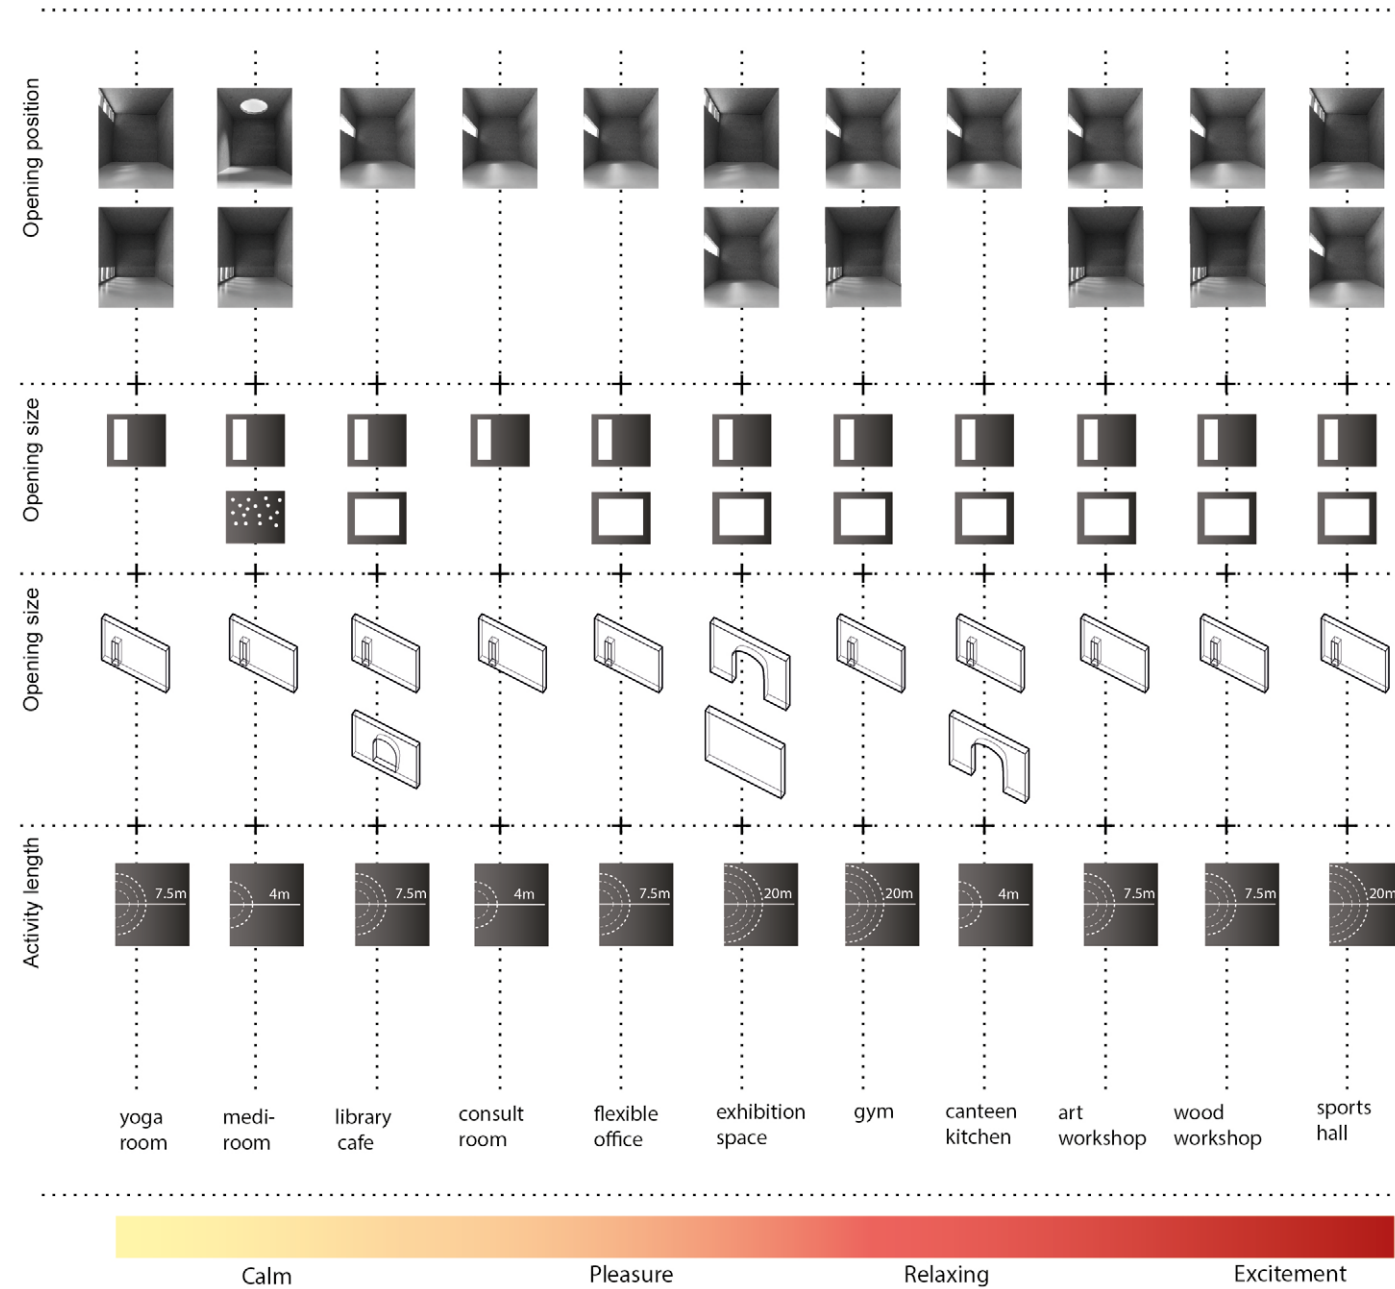 Opening position
Opening size
Opening size
Activity length
7.5m
4m
7.5m
4m
7.5m
20m
20m
4m
7.5m
7.5m
20m
yoga
room
medi-
room
library
cafe
consult
room
flexible
office
exhibition
space
gym
canteen
kitchen
art
workshop
wood
workshop
sports
hall
Calm
Pleasure
Relaxing
Excitement